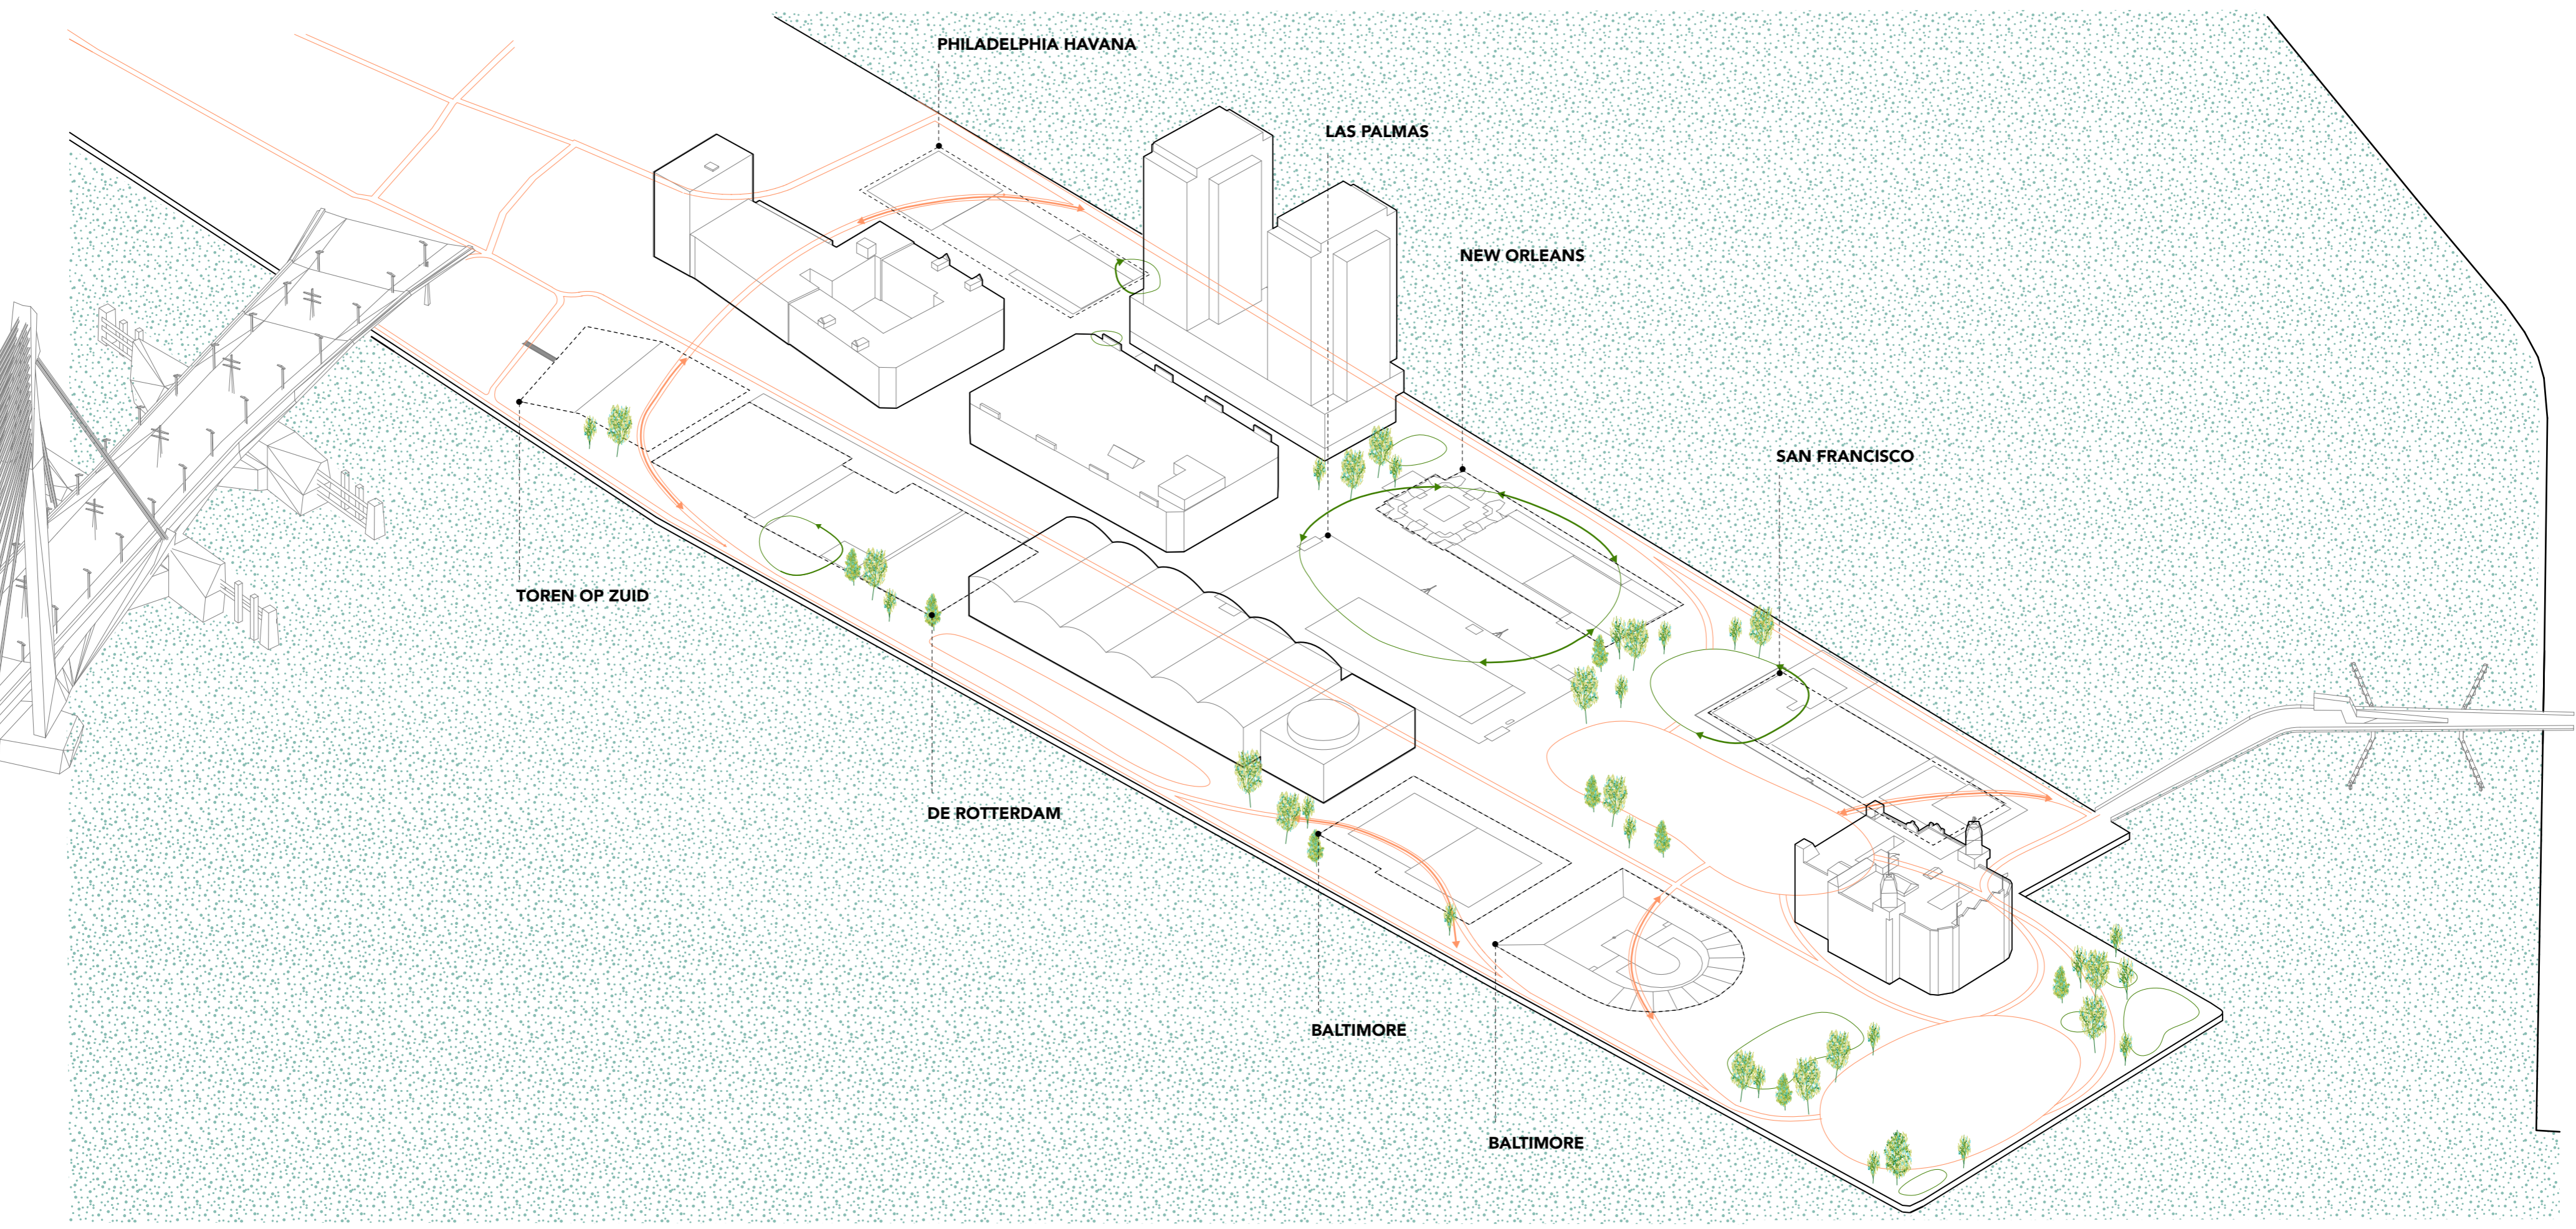 PHILADELPHIA HAVANA
LAS PALMAS
NEW ORLEANS
SAN FRANCISCO
TOREN OP ZUID
DE ROTTERDAM
BALTIMORE
BALTIMORE